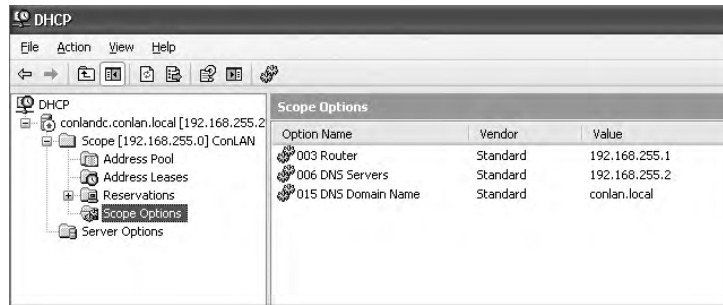 DHCP
File Action View Help
DHCP
conlandc.conlan.local [192.168.255.2
Scope [192.168.255.0] ConLAN
Address Pool
Address Leases
Reservations
Scope Options
Server Options
Scope Options
Option Name Vendor Value
003 Router Standard 192.168.255.1
006 DNS Servers Standard 192.168.255.2
015 DNS Domain Name Standard conlan.local